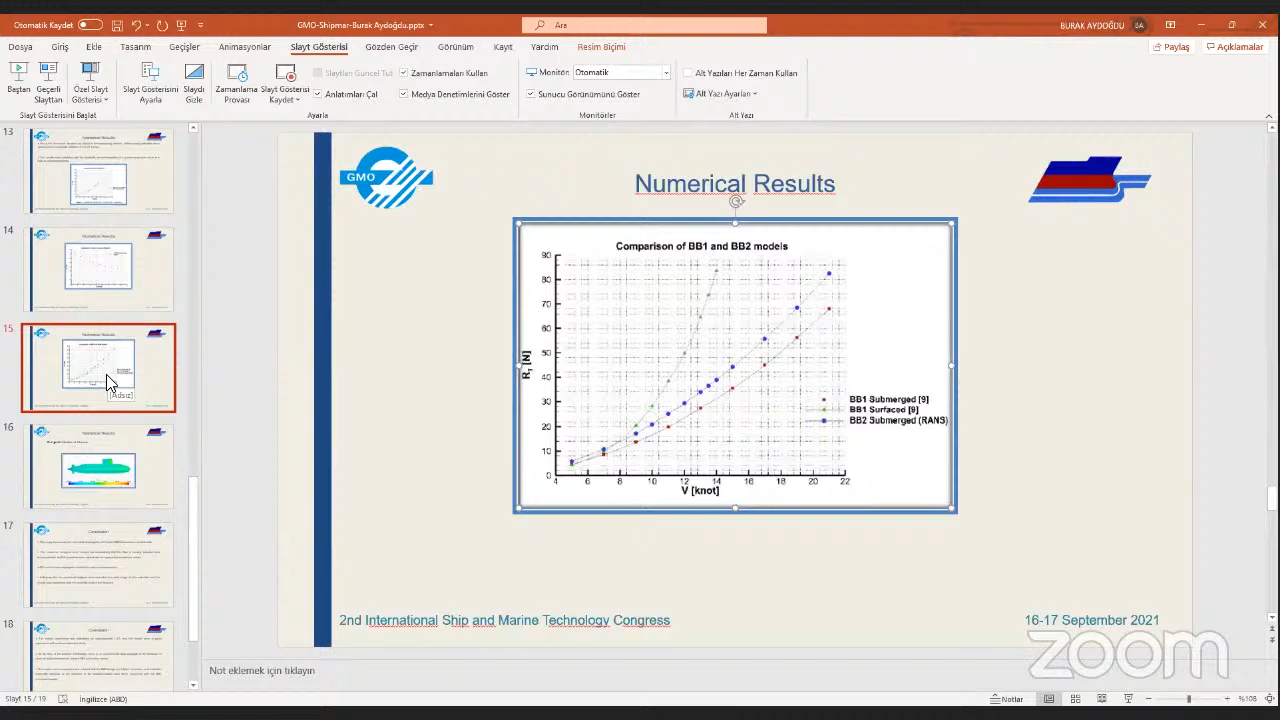 Otomatik Kaydet
GMO-Shipmar-Burak Aydoğdu.pptx
Ara
BURAK AYDOĞDU
BA
Dosya Giriş Ekle Tasarım Geçişler Animasyonlar Slayt Gösterisi Gözden Geçir Görünüm Kayıt Yardım Resim Biçimi
Paylaş Açıklamalar
Baştan
Geçerli Slayttan
Özel Slayt Gösterisi
Slayt Gösterisini Ayarla
Slaydı Gizle
Zamanlama Provası
Slayt Gösterisini Kaydet
Slaytları Güncel Tut
Anlatımları Çal
Zamanlamaları Kullan
Medya Denetimlerini Göster
Monitör: Otomatik
Sunucu Görünümünü Göster
Alt Yazıları Her Zaman Kullan
Alt Yazı Ayarları
Slayt Gösterisini Başlat
Ayarla
Monitörler
Alt Yazı
13
14
15
Adsız
16
17
18
GMO
Numerical Results
Comparison of BB1 and BB2 models
90
80
70
60
50
40
30
20
10
0
R_T [N]
4 6 8 10 12 14 16 18 20 22
V [knot]
BB1 Submerged [9]
BB1 Surfaced [9]
BB2 Submerged (RANS)
2nd International Ship and Marine Technology Congress
16-17 September 2021
zoom
Not eklemek için tıklayın
Slayt 15 / 19
İngilizce (ABD)
Notlar
%108